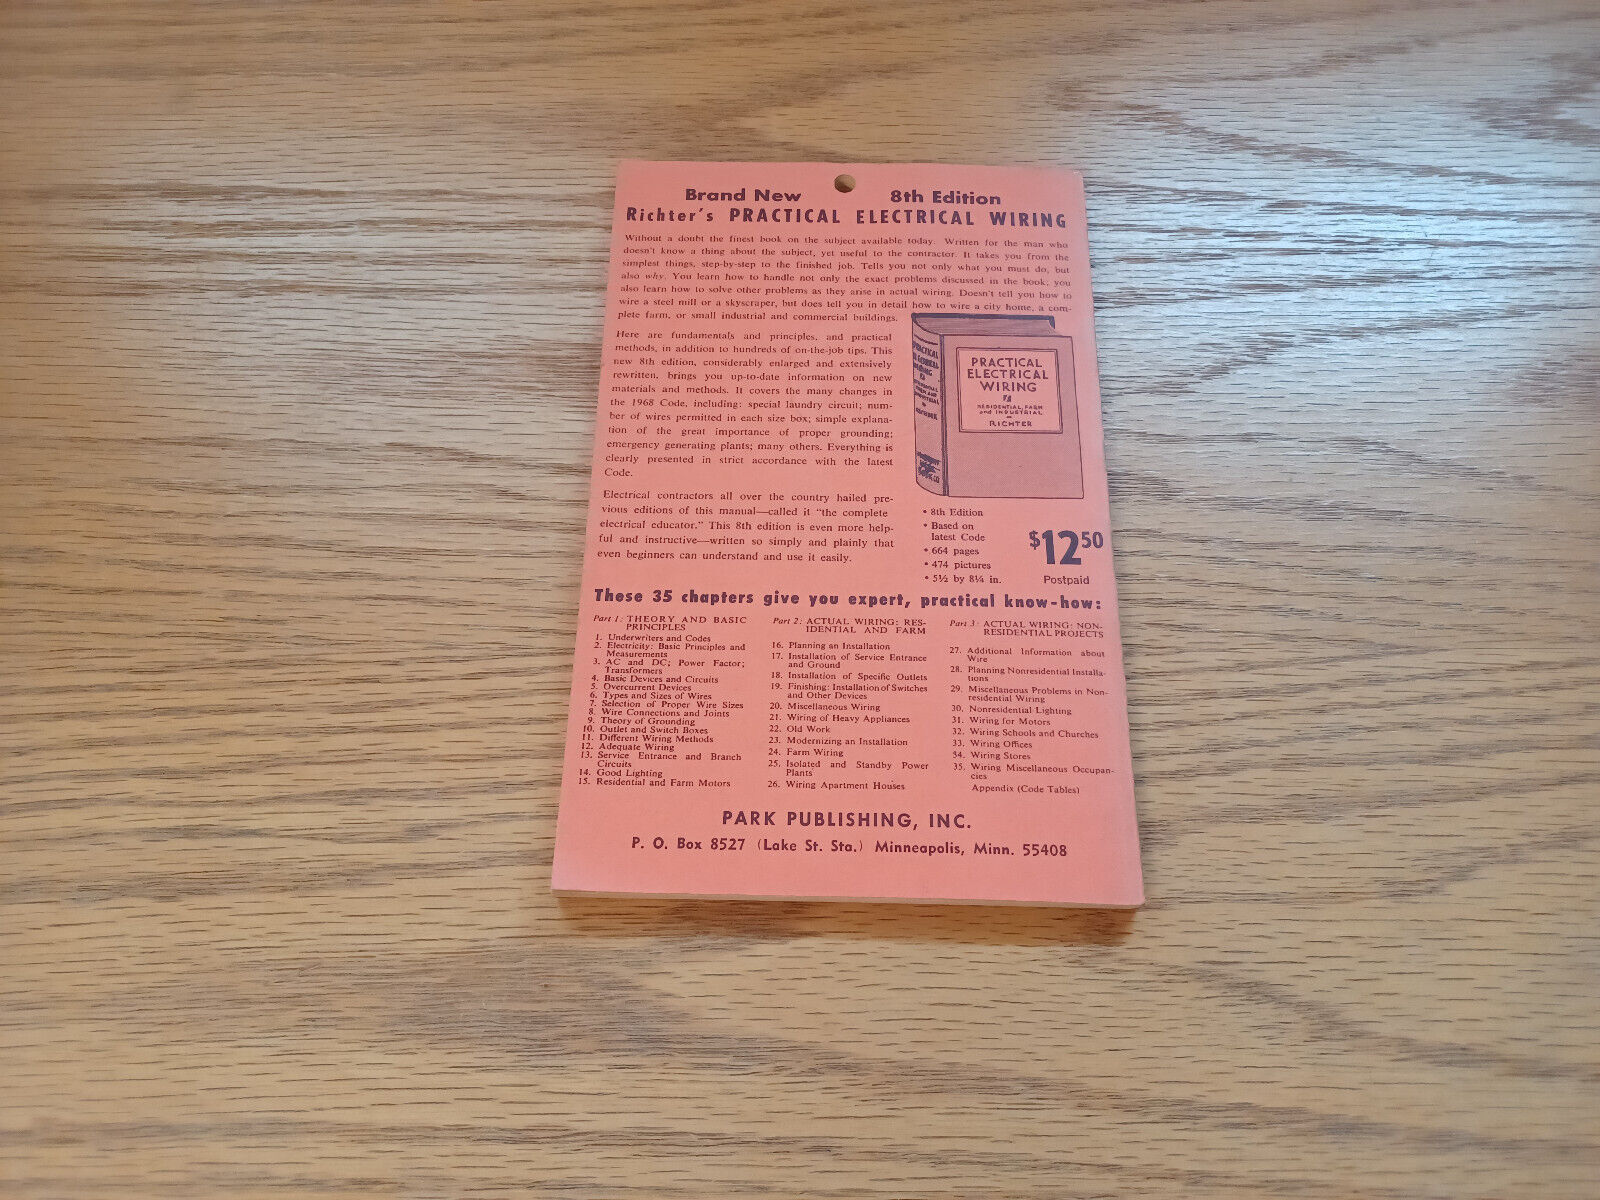 Brand New 8th Edition
Richter's PRACTICAL ELECTRICAL WIRING
Without a doubt the finest book on the subject available today. Written for the man who
doesn't know a thing about the subject, yet useful to the contractor. It takes you from the
simplest things, step-by-step to the finished job. Tells you not only what you must do, but
also why. You learn how to handle not only the exact problems discussed in the book; you
also learn how to solve other problems as they arise in actual wiring. Doesn't tell you how to
wire a steel mill or a skyscraper, but does tell you in detail how to wire a city home, a com-
plete farm, or small industrial and commercial buildings.
Here are fundamentals and principles, and practical
methods, in addition to hundreds of on-the-job tips. This
new 8th edition, considerably enlarged and extensively
rewritten, brings you up-to-date information on new
materials and methods. It covers the many changes in
the 1968 Code, including: special laundry circuit; num-
ber of wires permitted in each size box; simple explana-
tion of the great importance of proper grounding;
emergency generating plants; many others. Everything is
clearly presented in strict accordance with the latest
Code.
Electrical contractors all over the country hailed pre-
vious editions of this manual—called it "the complete
electrical educator." This 8th edition is even more help-
ful and instructive—written so simply and plainly that
even beginners can understand and use it easily.
PRACTICAL
ELECTRICAL
WIRING
RESIDENTIAL, FARM
and INDUSTRIAL
RICHTER
PRACTICAL
ELECTRICAL
WIRING
RICHTER
BOOK CO
• 8th Edition
• Based on
latest Code
• 664 pages
• 474 pictures
• 5½ by 8¼ in.
$12.50
Postpaid
These 35 chapters give you expert, practical know-how:
Part 1: THEORY AND BASIC
PRINCIPLES
1. Underwriters and Codes
2. Electricity: Basic Principles and
Measurements
3. AC and DC; Power Factor;
Transformers
4. Basic Devices and Circuits
5. Overcurrent Devices
6. Types and Sizes of Wires
7. Selection of Proper Wire Sizes
8. Wire Connections and Joints
9. Theory of Grounding
10. Outlet and Switch Boxes
11. Different Wiring Methods
12. Adequate Wiring
13. Service Entrance and Branch
Circuits
14. Good Lighting
15. Residential and Farm Motors
Part 2: ACTUAL WIRING: RES-
IDENTIAL AND FARM
16. Planning an Installation
17. Installation of Service Entrance
and Ground
18. Installation of Specific Outlets
19. Finishing: Installation of Switches
and Other Devices
20. Miscellaneous Wiring
21. Wiring of Heavy Appliances
22. Old Work
23. Modernizing an Installation
24. Farm Wiring
25. Isolated and Standby Power
Plants
26. Wiring Apartment Houses
Part 3: ACTUAL WIRING: NON-
RESIDENTIAL PROJECTS
27. Additional Information about
Wire
28. Planning Nonresidential Installa-
tions
29. Miscellaneous Problems in Non-
residential Wiring
30. Nonresidential Lighting
31. Wiring for Motors
32. Wiring Schools and Churches
33. Wiring Offices
34. Wiring Stores
35. Wiring Miscellaneous Occupan-
cies
Appendix (Code Tables)
PARK PUBLISHING, INC.
P. O. Box 8527 (Lake St. Sta.) Minneapolis, Minn. 55408